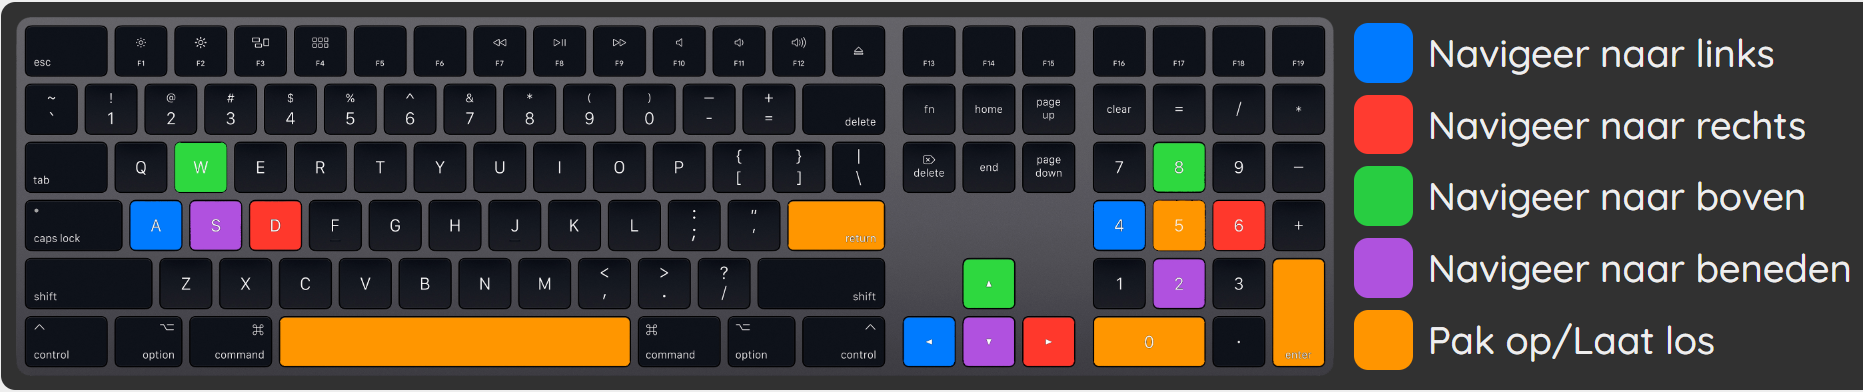 esc F1 F2 F3 F4 F5 F6 F7 F8 F9 F10 F11 F12 F13 F14 F15 F16 F17 F18 F19
~ ! @ # $ % ^ & * ( ) — +
` 1 2 3 4 5 6 7 8 9 0 - = delete fn home page up clear = / *
tab Q W E R T Y U I O P { [ } ] | \ delete end page down 7 8 9 −
caps lock A S D F G H J K L : ; " , return 4 5 6 +
shift Z X C V B N M < , > . ? / shift 1 2 3
control option command command option control 0 . enter
Navigeer naar links
Navigeer naar rechts
Navigeer naar boven
Navigeer naar beneden
Pak op/Laat los